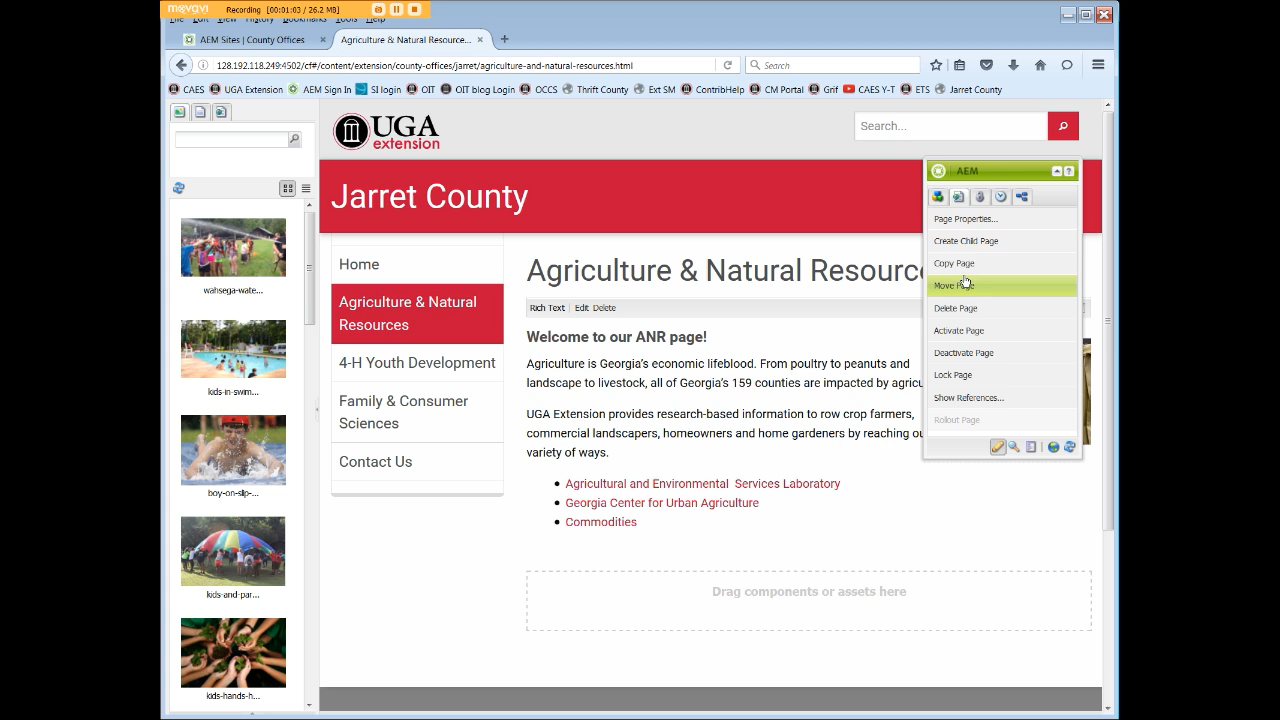 movavi
Recording [00:01:03 / 26.2 MB]
File Edit View History Bookmarks Tools Help
AEM Sites | County Offices
Agriculture & Natural Resource...
128.192.118.249:4502/cf#/content/extension/county-offices/jarret/agriculture-and-natural-resources.html
Search
CAES UGA Extension AEM Sign In SI login OIT OIT blog Login OCCS Thrift County Ext SM ContribHelp CM Portal Grif CAES Y-T ETS Jarret County
UGA
extension
Search...
Jarret County
AEM
Page Properties...
Create Child Page
Copy Page
Move Page
Delete Page
Activate Page
Deactivate Page
Lock Page
Show References...
Rollout Page
wahsega-wate...
kids-in-swim...
boy-on-slip-...
kids-and-par...
kids-hands-h...
Home
Agriculture & Natural
Resources
4-H Youth Development
Family & Consumer
Sciences
Contact Us
Agriculture & Natural Resourc
Rich Text | Edit Delete
Welcome to our ANR page!
Agriculture is Georgia's economic lifeblood. From poultry to peanuts and
landscape to livestock, all of Georgia's 159 counties are impacted by agricu
UGA Extension provides research-based information to row crop farmers,
commercial landscapers, homeowners and home gardeners by reaching ou
variety of ways.
Agricultural and Environmental Services Laboratory
Georgia Center for Urban Agriculture
Commodities
Drag components or assets here